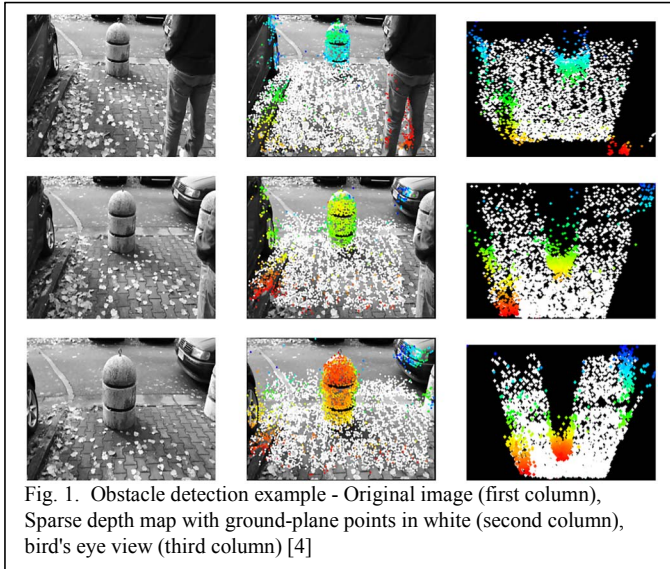 Fig. 1.  Obstacle detection example - Original image (first column),
Sparse depth map with ground-plane points in white (second column),
bird's eye view (third column) [4]